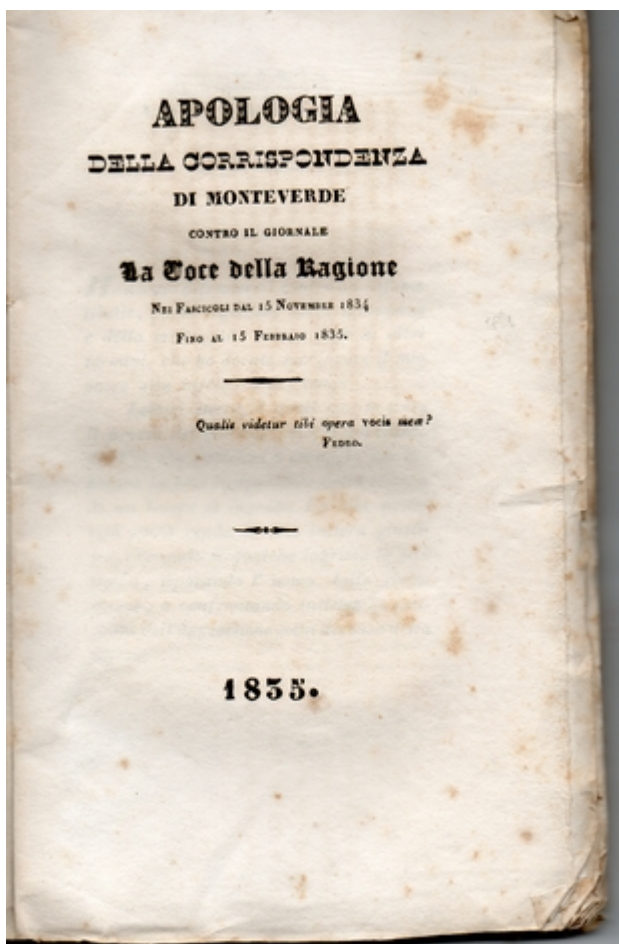 APOLOGIA
DELLA CORRISPONDENZA
DI MONTEVERDE
CONTRO IL GIORNALE
La Voce della Ragione
NEI FASCICOLI DAL 15 NOVEMBRE 1834
FINO AL 15 FEBBRAIO 1835.
Qualis videtur tibi opera vocis meæ?
FEDRO.
1835.